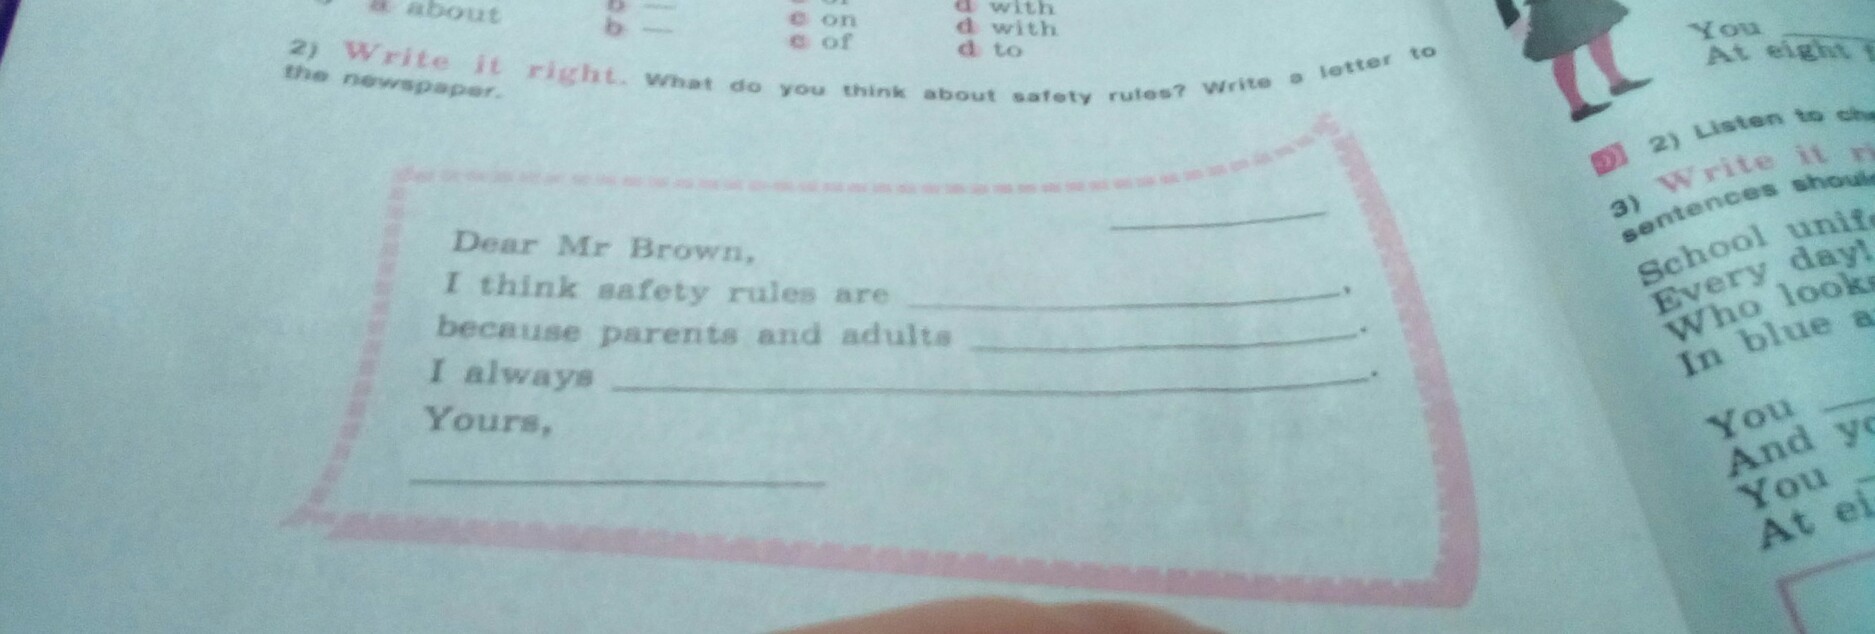 a about
b —
b —
c on
c of
d with
d with
d to
2) Write it right. What do you think about safety rules? Write a letter to
the newspaper.
Dear Mr Brown,
I think safety rules are ,
because parents and adults .
I always .
Yours,
You
At eight
2) Listen to
3) Write it
sentences
School
Every day!
Who
In blue
You
And
You
At